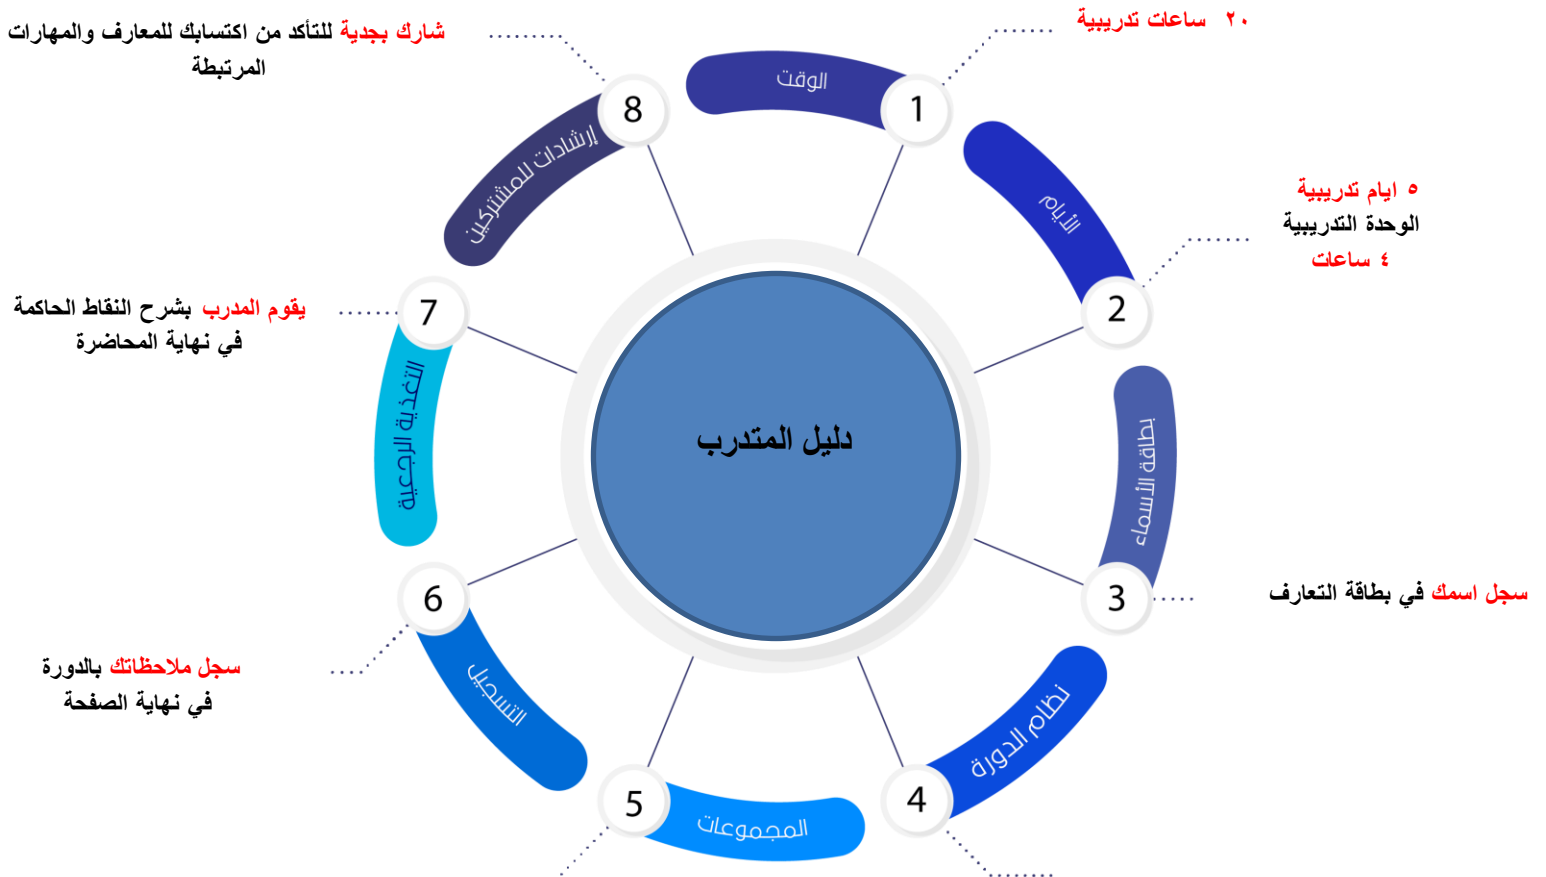 دليل المتدرب
1
الوقت
٢٠ ساعات تدريبية
2
الأيام
٥ ايام تدريبية
الوحدة التدريبية
٤ ساعات
3
بطاقة الأسماء
سجل اسمك في بطاقة التعارف
4
نظام الدورة
5
المجموعات
6
التسجيل
سجل ملاحظاتك بالدورة
في نهاية الصفحة
7
التغذية الرجعية
يقوم المدرب بشرح النقاط الحاكمة
في نهاية المحاضرة
8
إرشادات للمشتركين
شارك بجدية للتأكد من اكتسابك للمعارف والمهارات
المرتبطة